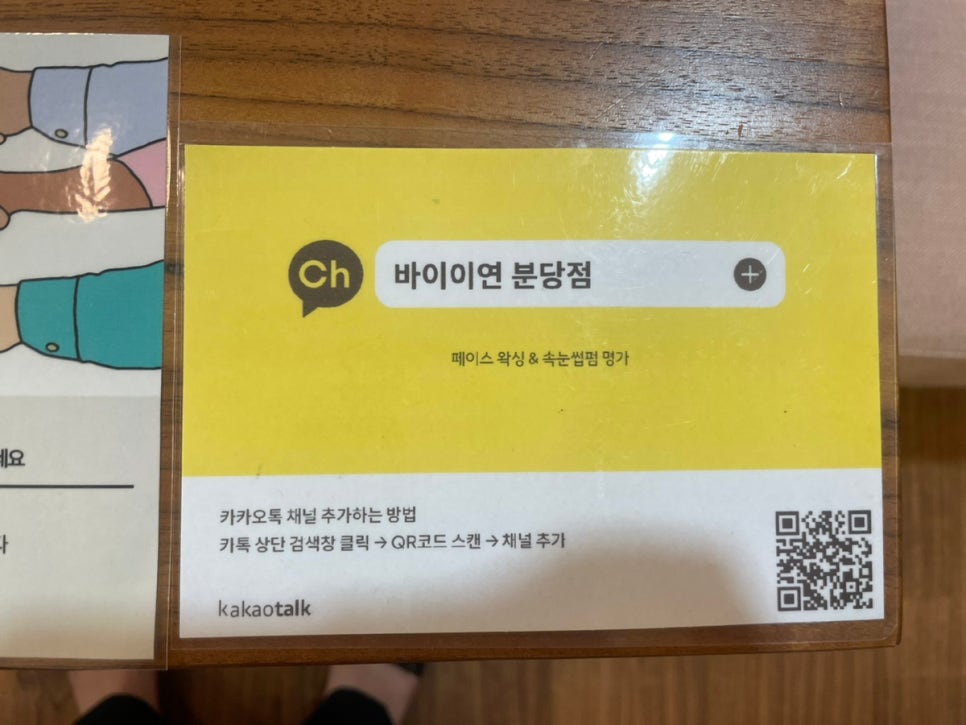 Ch 바이이연 분당점
페이스 왁싱 & 속눈썹펌 명가
카카오톡 채널 추가하는 방법
카톡 상단 검색창 클릭 → QR코드 스캔 → 채널 추가
kakaotalk